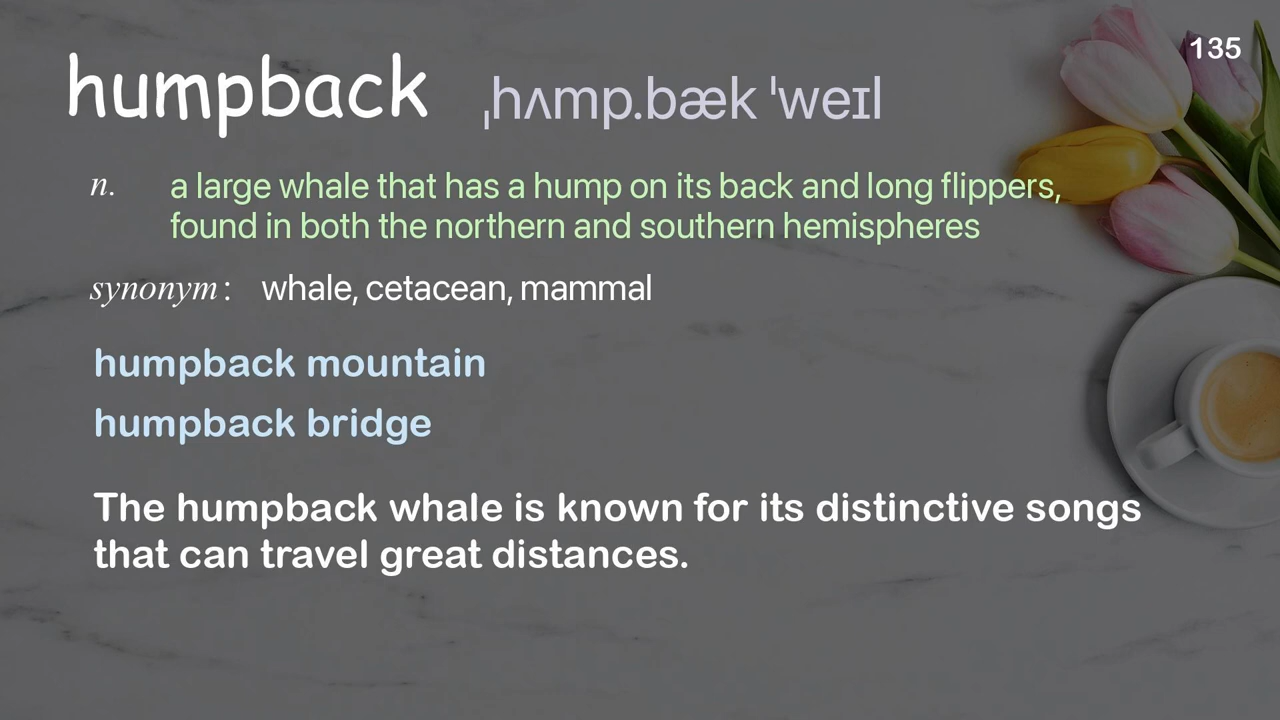 135
humpback ˌhʌmp.bæk ˈweɪl
n. a large whale that has a hump on its back and long flippers,
found in both the northern and southern hemispheres
synonym: whale, cetacean, mammal
humpback mountain
humpback bridge
The humpback whale is known for its distinctive songs
that can travel great distances.